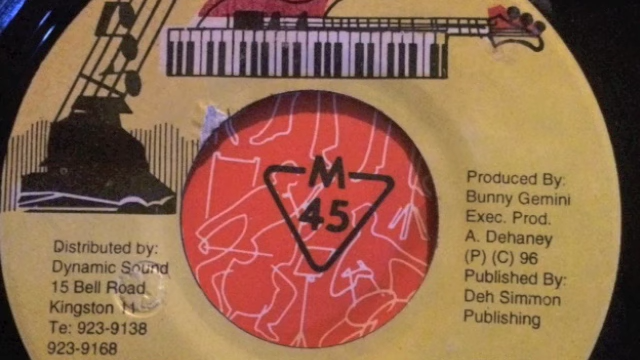 M
45
Distributed by:
Dynamic Sound
15 Bell Road,
Kingston 11
Te: 923-9138
923-9168
Produced By:
Bunny Gemini
Exec. Prod.
A. Dehaney
(P) (C) 96
Published By:
Deh Simmon
Publishing